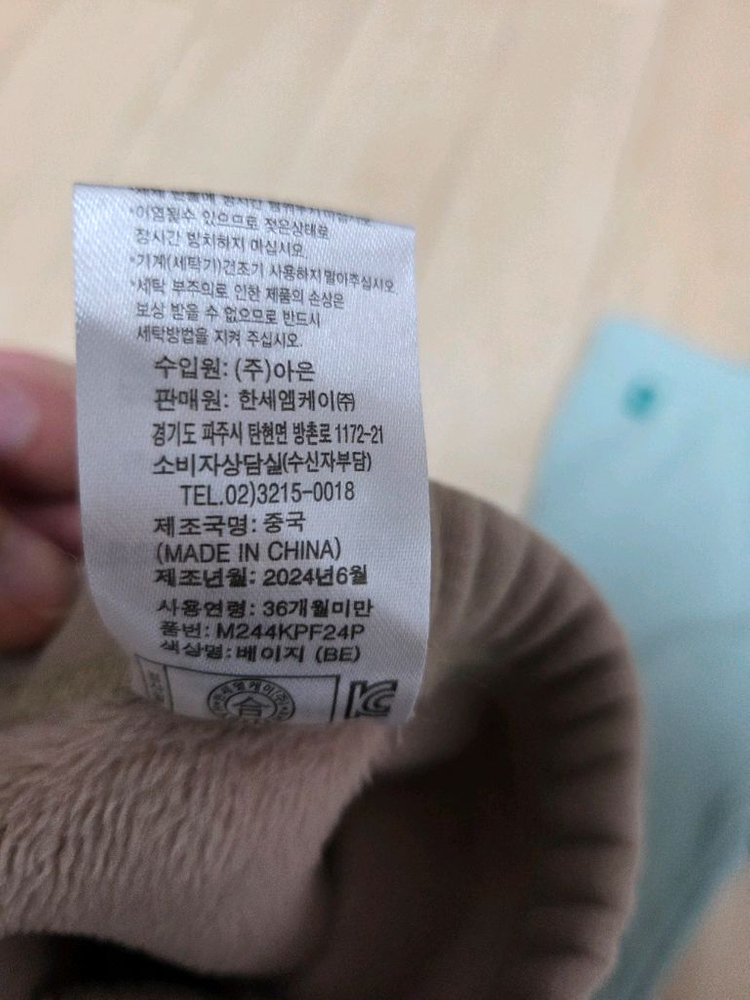 *이염될수 있으므로 젖은상태로
장시간 방치하지 마십시오.
*기계(세탁기)건조기 사용하지말아주십시오.
*세탁 부주의로 인한 제품의 손상은
보상 받을 수 없으므로 반드시
세탁방법을 지켜 주십시오.
수입원: (주)아은
판매원: 한세엠케이㈜
경기도 파주시 탄현면 방촌로 1172-21
소비자상담실(수신자부담)
TEL.02)3215-0018
제조국명: 중국
(MADE IN CHINA)
제조년월: 2024년6월
사용연령: 36개월미만
품번: M244KPF24P
색상명: 베이지 (BE)
合